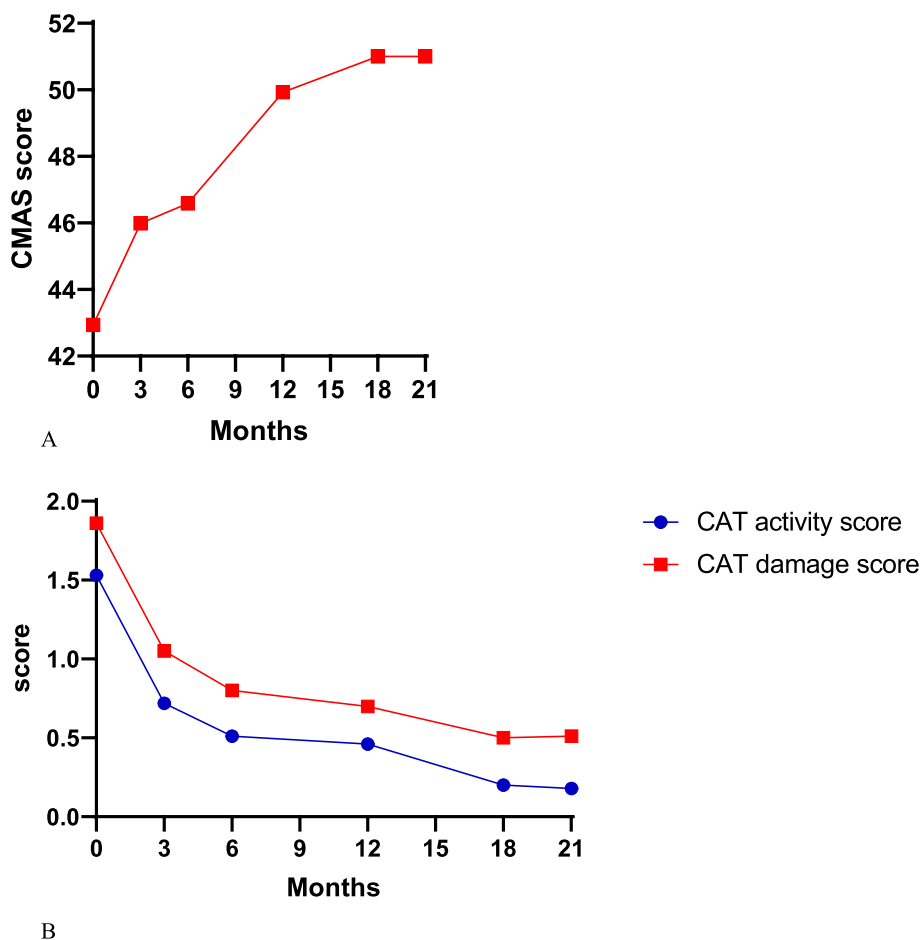 52
50
48
46
44
42
CMAS score
0 3 6 9 12 15 18 21
Months
A
2.0
1.5
1.0
0.5
0.0
score
0 3 6 9 12 15 18 21
Months
CAT activity score
CAT damage score
B